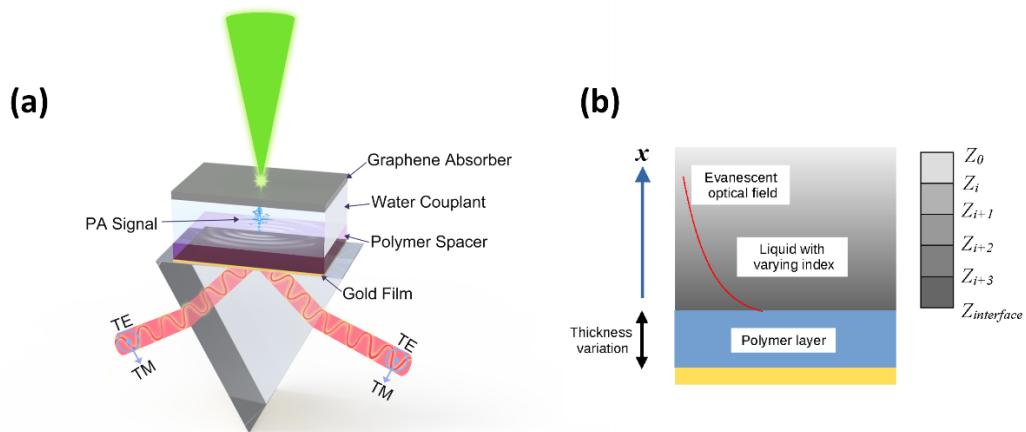 (a)
Graphene Absorber
Water Couplant
PA Signal
Polymer Spacer
Gold Film
TE
TM
TE
TM
(b)
x
Evanescent
optical field
Liquid with
varying index
Thickness
variation
Polymer layer
Z0
Zi
Zi+1
Zi+2
Zi+3
Zinterface